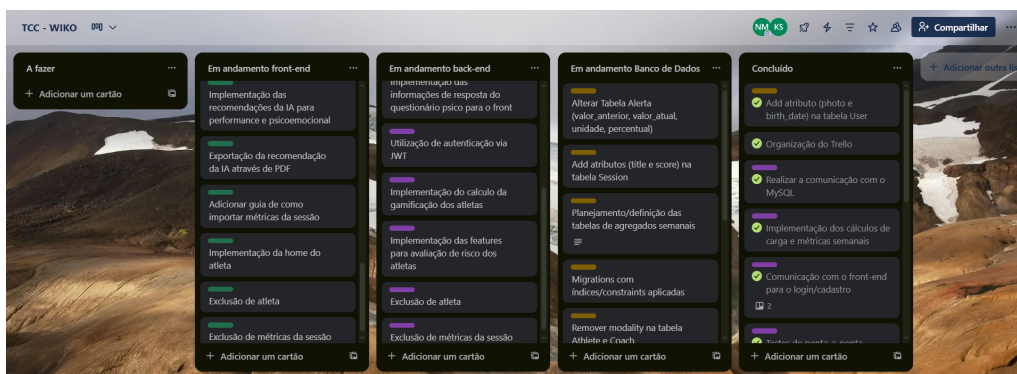 TCC - WIKO
NM KS
Compartilhar
A fazer
+ Adicionar um cartão
Em andamento front-end
Implementação das
recomendações da IA para
performance e psicoemocional
Exportação da recomendação
da IA através de PDF
Adicionar guia de como
importar métricas da sessão
Implementação da home do
atleta
Exclusão de atleta
Exclusão de métricas da sessão
+ Adicionar um cartão
Em andamento back-end
Implementação das
informações de resposta do
questionário psico para o front
Utilização de autenticação via
JWT
Implementação do calculo da
gamificação dos atletas
Implementação das features
para avaliação de risco dos
atletas
Exclusão de atleta
Exclusão de métricas da sessão
+ Adicionar um cartão
Em andamento Banco de Dados
Alterar Tabela Alerta
(valor_anterior, valor_atual,
unidade, percentual)
Add atributos (title e score) na
tabela Session
Planejamento/definição das
tabelas de agregados semanais
Migrations com
índices/constraints aplicadas
Remover modality na tabela
Athlete e Coach
+ Adicionar um cartão
Concluído
Add atributo (photo e
birth_date) na tabela User
Organização do Trello
Realizar a comunicação com o
MySQL
Implementação dos cálculos de
carga e métricas semanais
Comunicação com o front-end
para o login/cadastro
2
Testes de ponta-a-ponta
+ Adicionar um cartão
+ Adicionar outra lis